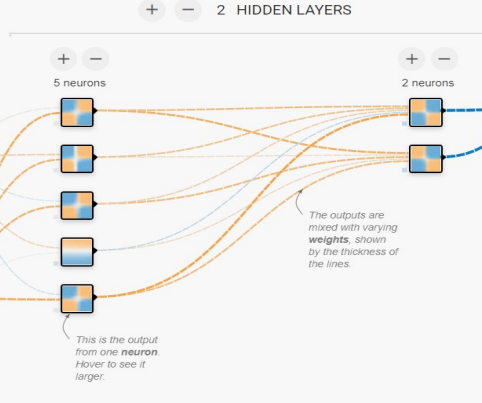 + − 2 HIDDEN LAYERS
+ −
5 neurons
+ −
2 neurons
The outputs are
mixed with varying
weights, shown
by the thickness of
the lines.
This is the output
from one neuron.
Hover to see it
larger.